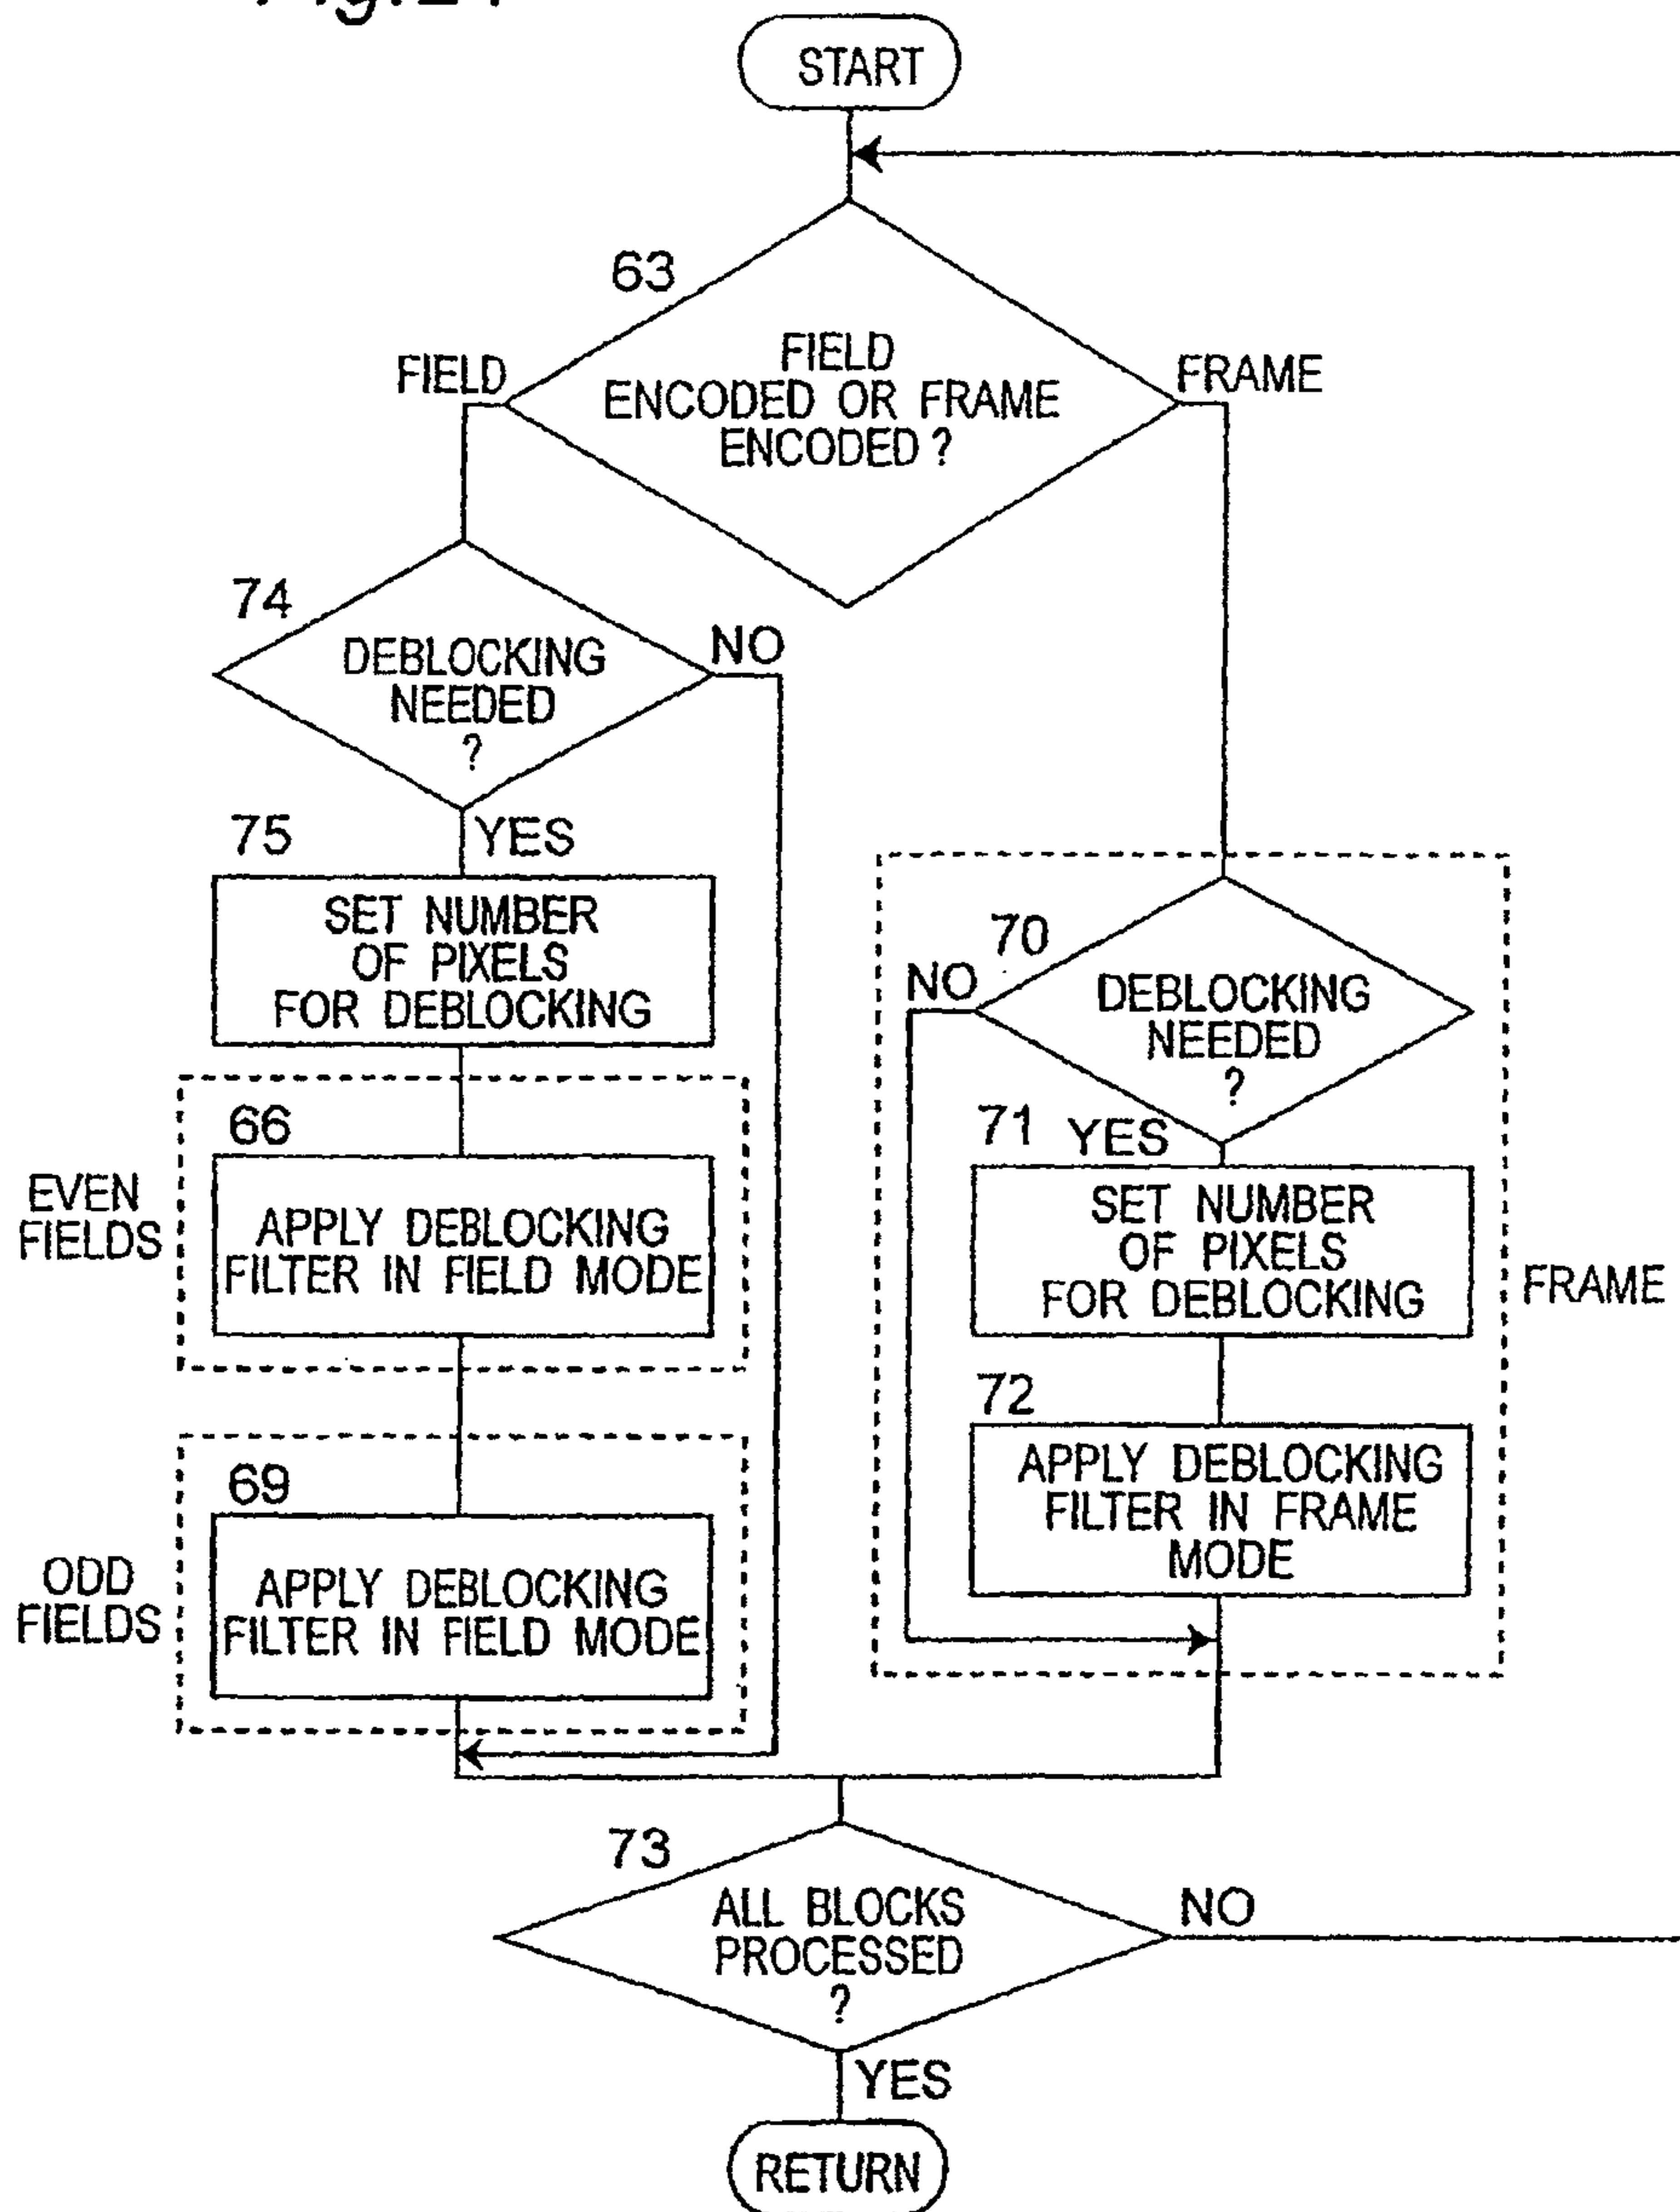 START
63
FIELD
ENCODED OR FRAME
ENCODED ?
FIELD
FRAME
74
DEBLOCKING
NEEDED
?
NO
YES
75
SET NUMBER
OF PIXELS
FOR DEBLOCKING
EVEN
FIELDS
66
APPLY DEBLOCKING
FILTER IN FIELD MODE
ODD
FIELDS
69
APPLY DEBLOCKING
FILTER IN FIELD MODE
70
NO
DEBLOCKING
NEEDED
?
71
YES
SET NUMBER
OF PIXELS
FOR DEBLOCKING
FRAME
72
APPLY DEBLOCKING
FILTER IN FRAME
MODE
73
ALL BLOCKS
PROCESSED
?
NO
YES
RETURN